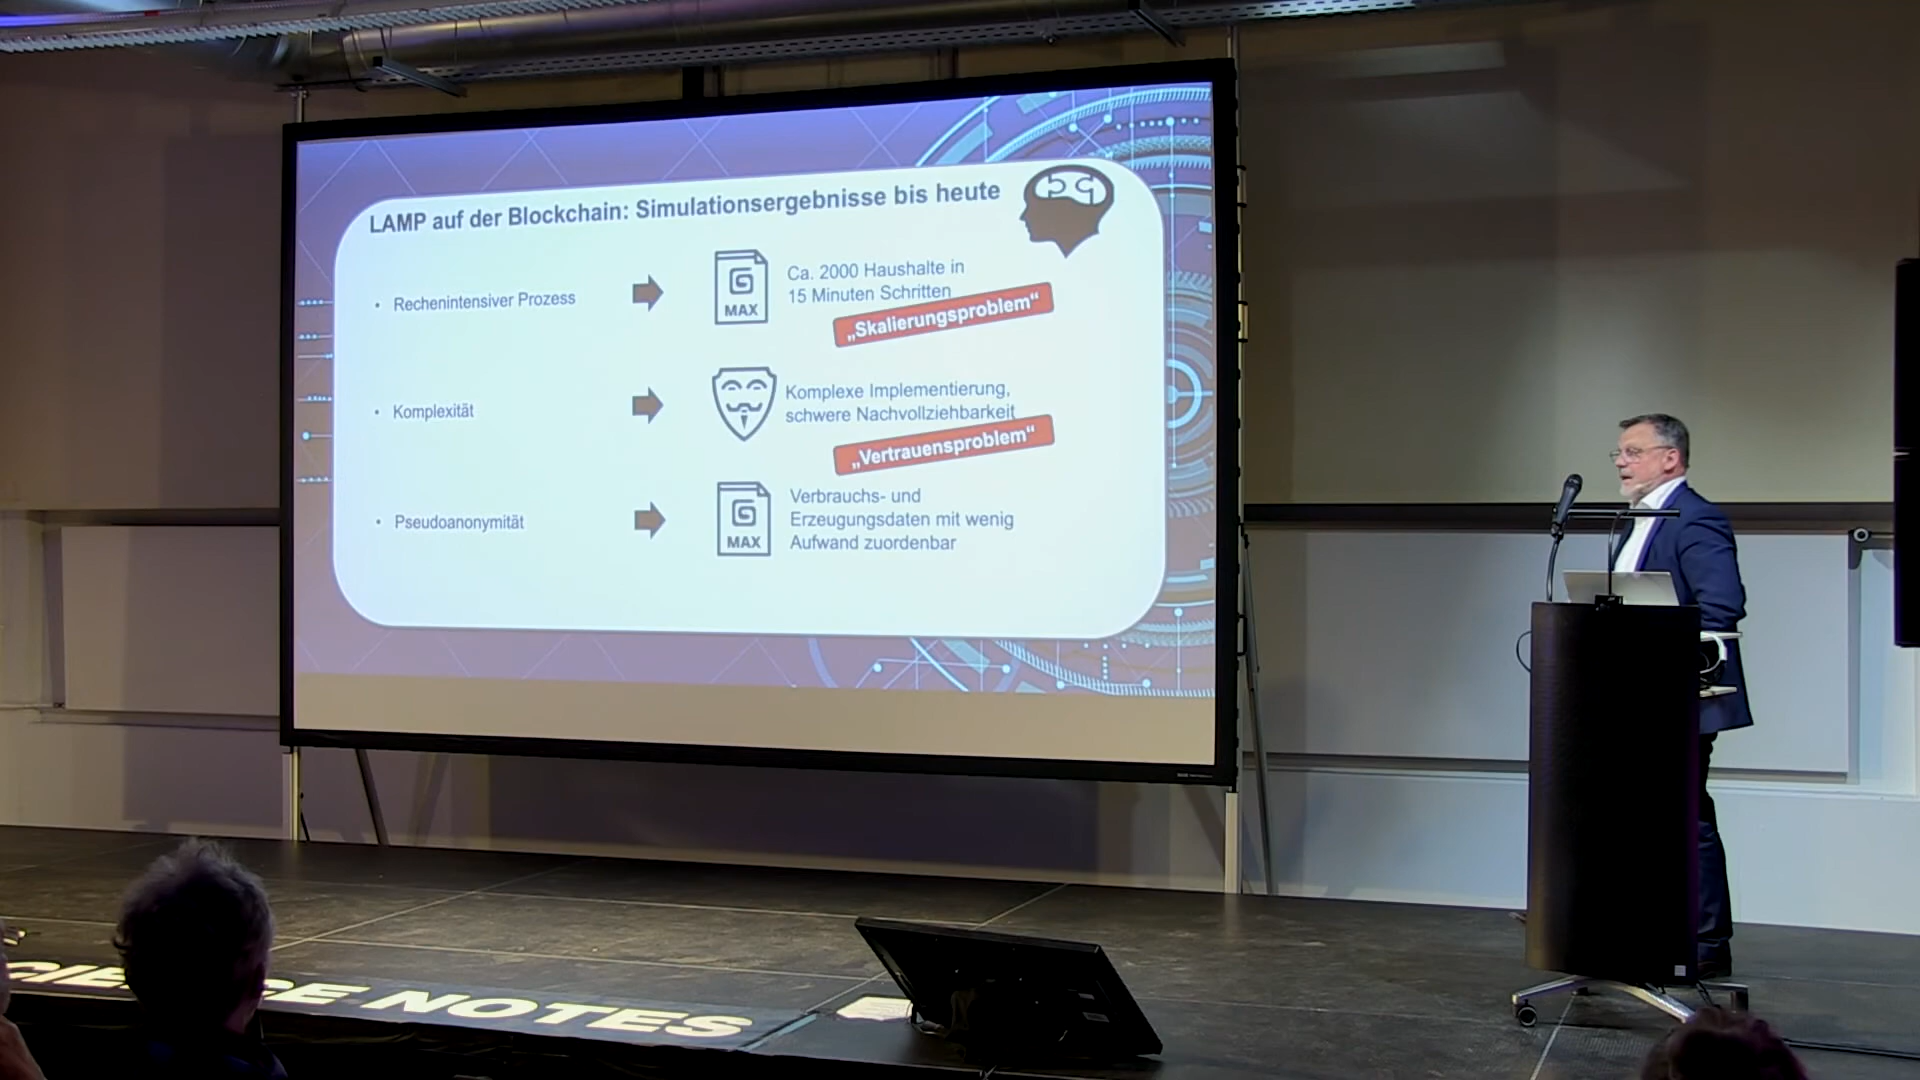 LAMP auf der Blockchain: Simulationsergebnisse bis heute
• Rechenintensiver Prozess
MAX
Ca. 2000 Haushalte in
15 Minuten Schritten
„Skalierungsproblem“
• Komplexität
Komplexe Implementierung,
schwere Nachvollziehbarkeit
„Vertrauensproblem“
• Pseudoanonymität
MAX
Verbrauchs- und
Erzeugungsdaten mit wenig
Aufwand zuordenbar
NOTES